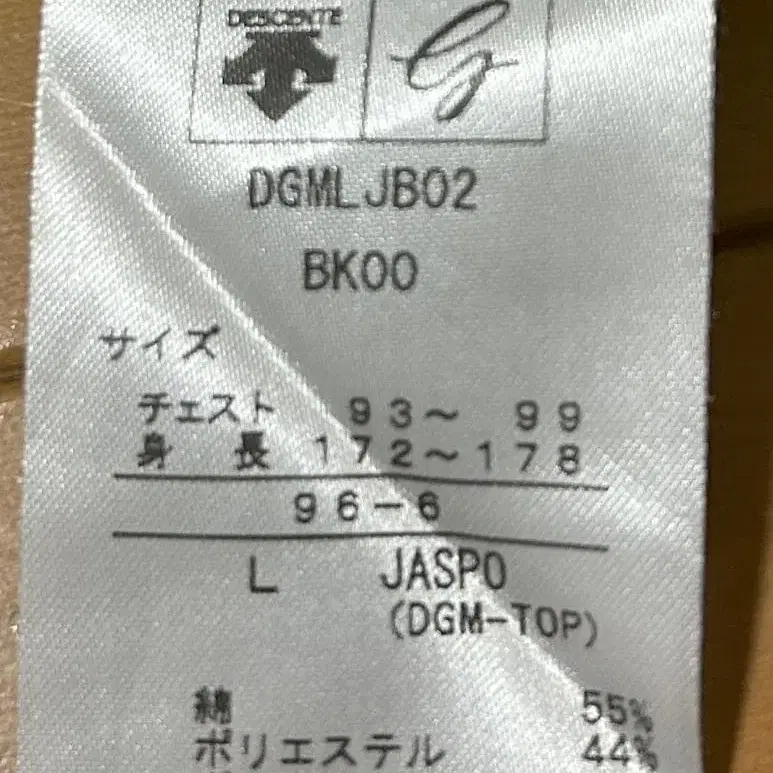 DESCENTE
DGMLJB02
BK00
サイズ
チェスト 93～ 99
身 長 172～178
96-6
L JASPO
(DGM-TOP)
綿 55%
ポリエステル 44%